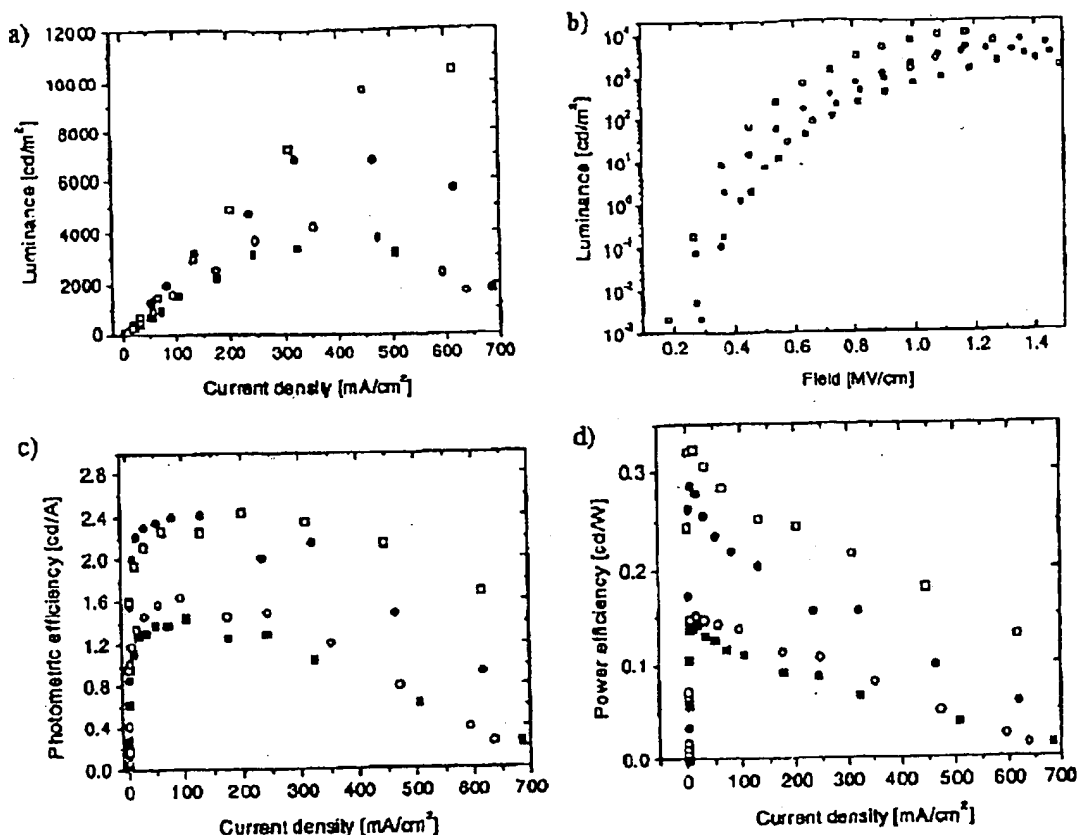 a)
12000
10000
8000
6000
4000
2000
0
Luminance [cd/m²]
0 100 200 300 400 500 600 700
Current density [mA/cm²]
b)
10⁴
10³
10²
10¹
10⁰
10⁻¹
10⁻²
10⁻³
Luminance [cd/m²]
0.2 0.4 0.6 0.8 1.0 1.2 1.4
Field [MV/cm]
c)
2.8
2.4
2.0
1.6
1.2
0.8
0.4
0.0
Photometric efficiency [cd/A]
0 100 200 300 400 500 600 700
Current density [mA/cm²]
d)
0.3
0.2
0.1
0.0
Power efficiency [cd/W]
0 100 200 300 400 500 600 700
Current density [mA/cm²]